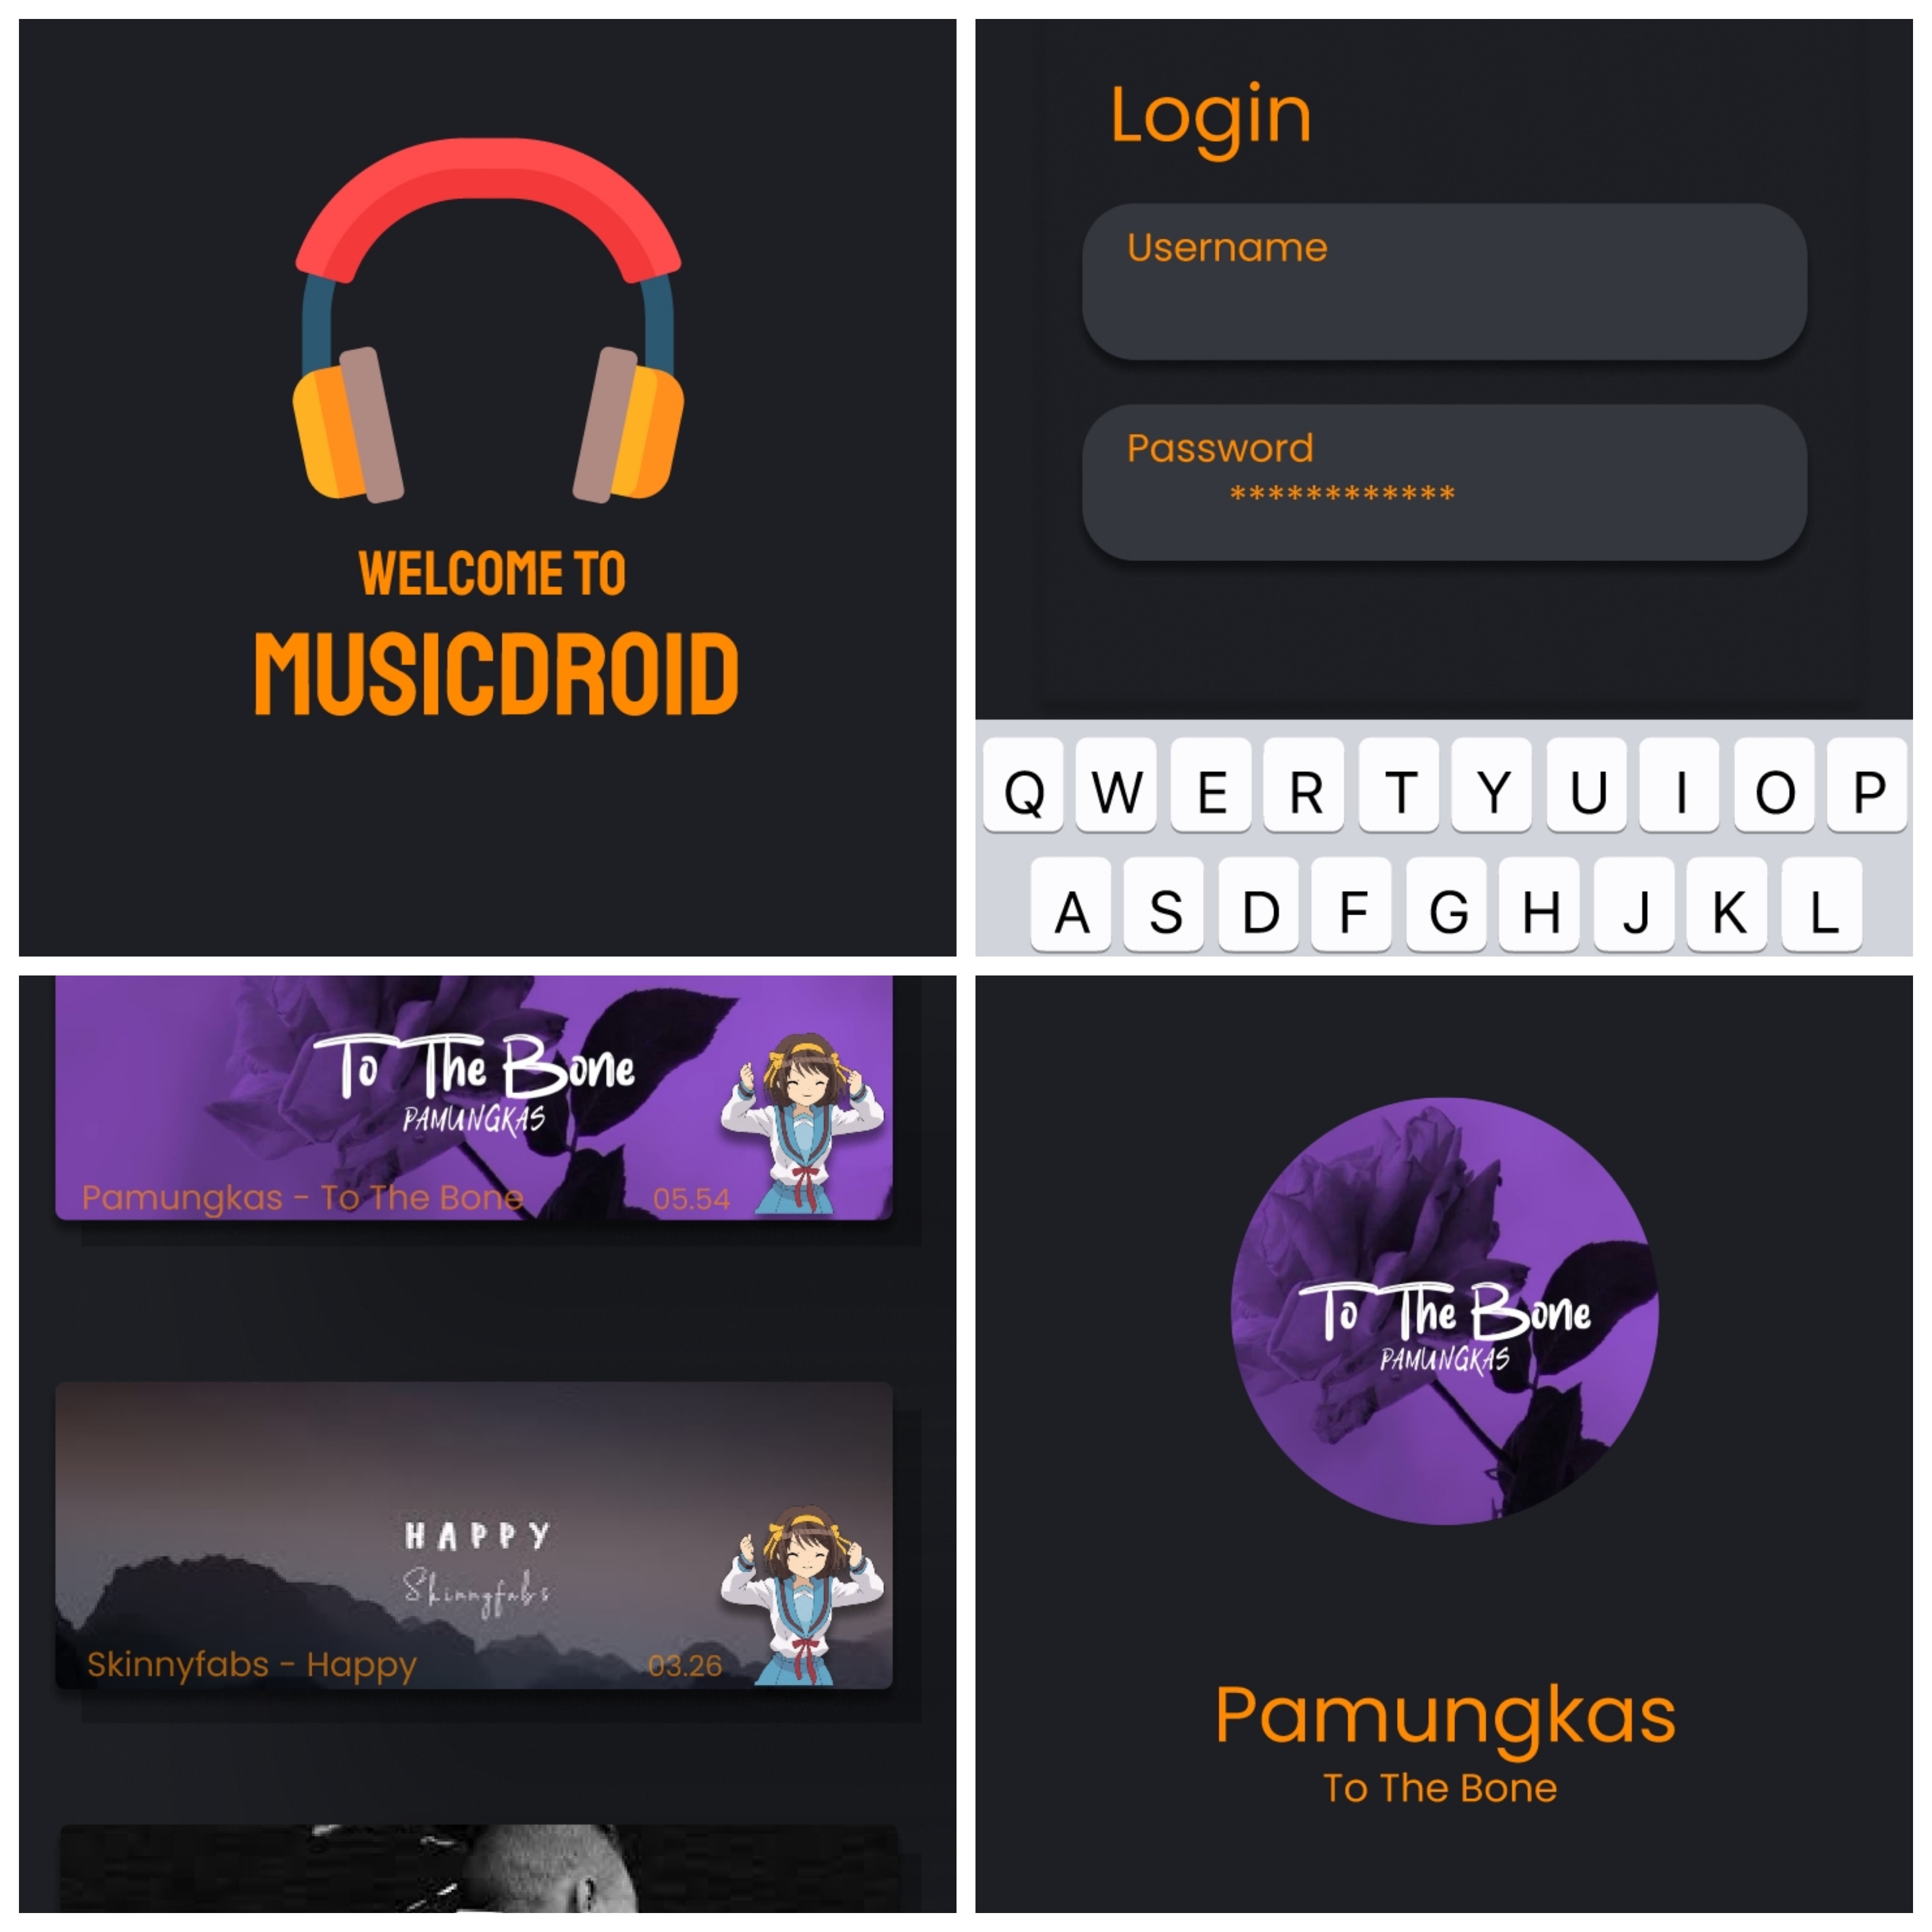 WELCOME TO
MUSICDROID
Login
Username
Password
************
Q W E R T Y U I O P
A S D F G H J K L
To The Bone
PAMUNGKAS
Pamungkas - To The Bone 05.54
HAPPY
Skinnyfabs
Skinnyfabs - Happy 03.26
To The Bone
PAMUNGKAS
Pamungkas
To The Bone